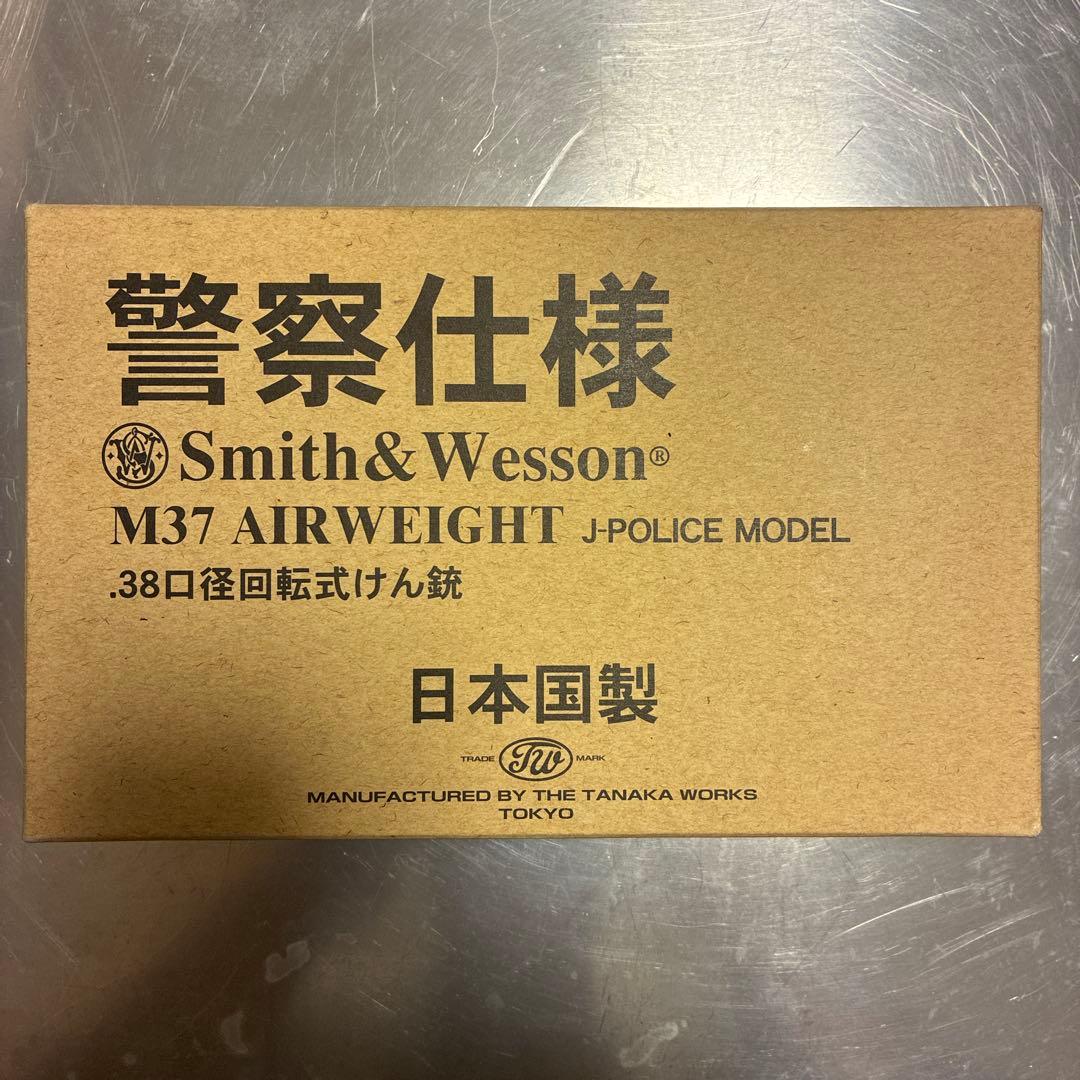 警察仕様
Smith&Wesson®
M37 AIRWEIGHT J-POLICE MODEL
.38口径回転式けん銃
日本国製
TRADE TW MARK
MANUFACTURED BY THE TANAKA WORKS
TOKYO